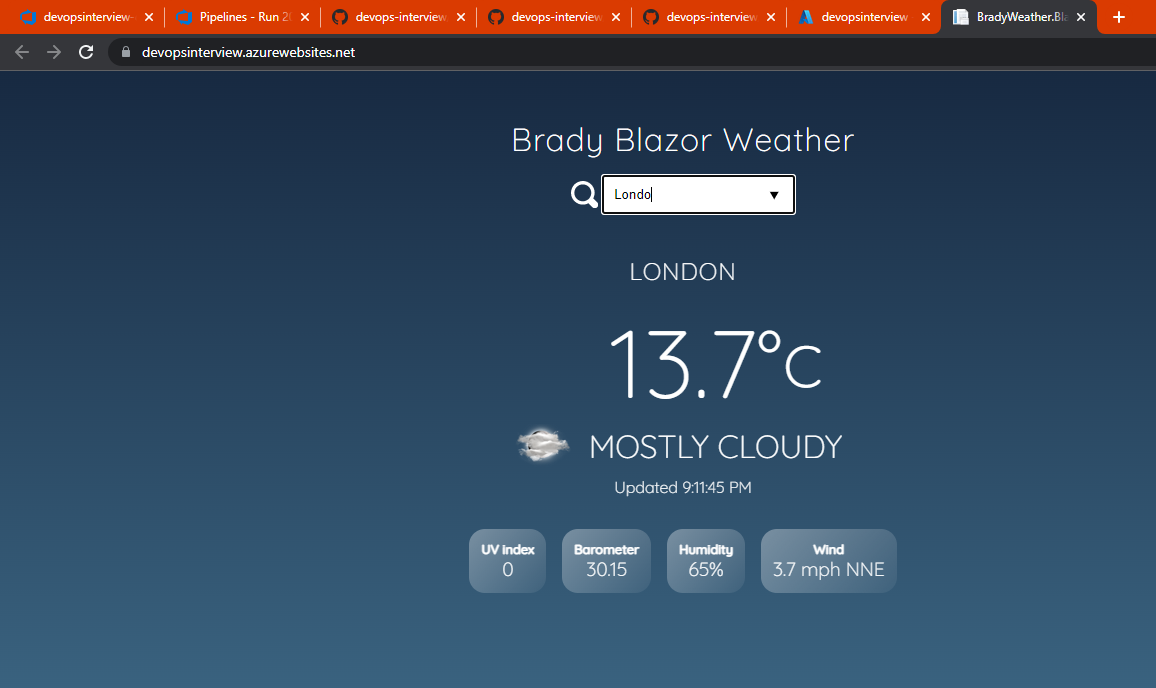 devopsinterview-
Pipelines - Run 2
devops-interview
devops-interview
devops-interview
devopsinterview
BradyWeather.Bla
devopsinterview.azurewebsites.net
Brady Blazor Weather
Londo
LONDON
13.7°C
MOSTLY CLOUDY
Updated 9:11:45 PM
UV index Barometer Humidity Wind
0 30.15 65% 3.7 mph NNE